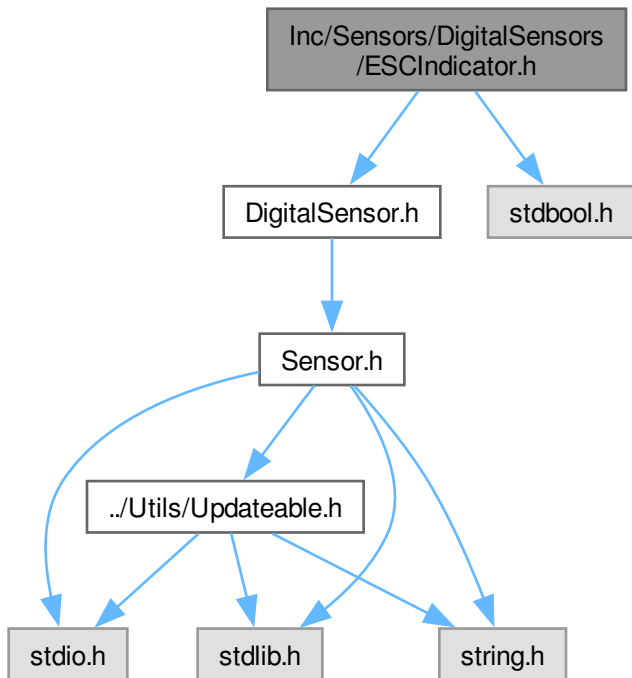 Inc/Sensors/DigitalSensors
/ESCIndicator.h
DigitalSensor.h
stdbool.h
Sensor.h
../Utils/Updateable.h
stdio.h
stdlib.h
string.h